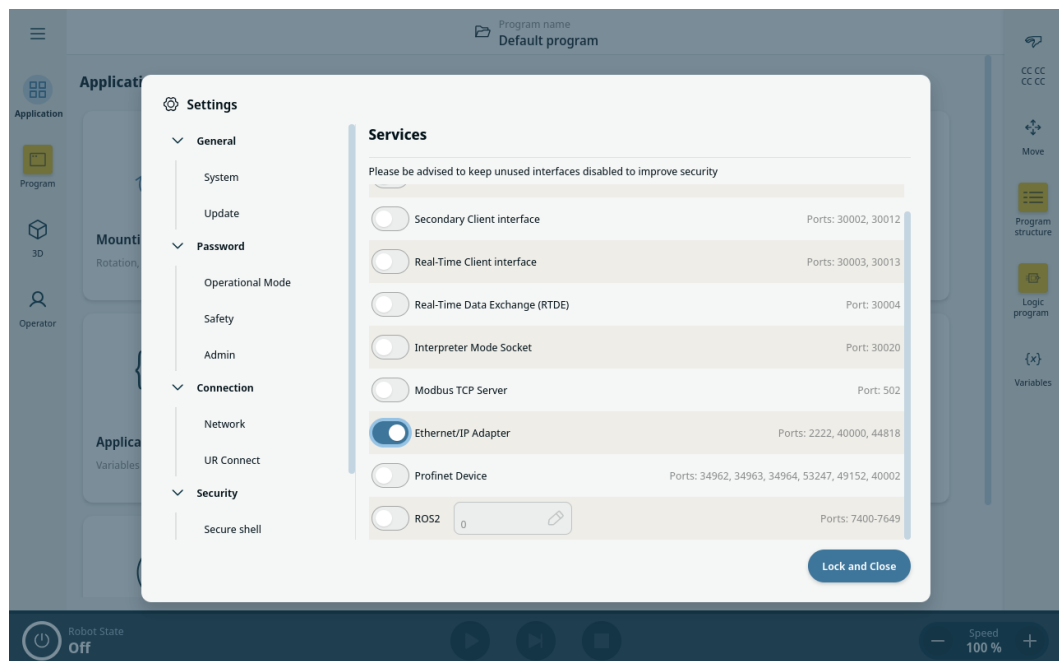 Program name
Default program
Applicati
Application
Program
3D
Operator
Mounti
Rotation,
Applica
Variables
Settings
General
System
Update
Password
Operational Mode
Safety
Admin
Connection
Network
UR Connect
Security
Secure shell
Services
Please be advised to keep unused interfaces disabled to improve security
Secondary Client interface Ports: 30002, 30012
Real-Time Client interface Ports: 30003, 30013
Real-Time Data Exchange (RTDE) Port: 30004
Interpreter Mode Socket Port: 30020
Modbus TCP Server Port: 502
Ethernet/IP Adapter Ports: 2222, 40000, 44818
Profinet Device Ports: 34962, 34963, 34964, 53247, 49152, 40002
ROS2 0 Ports: 7400-7649
Lock and Close
CC CC
CC CC
Move
Program
structure
Logic
program
{x}
Variables
Robot State
Off
Speed
100 %